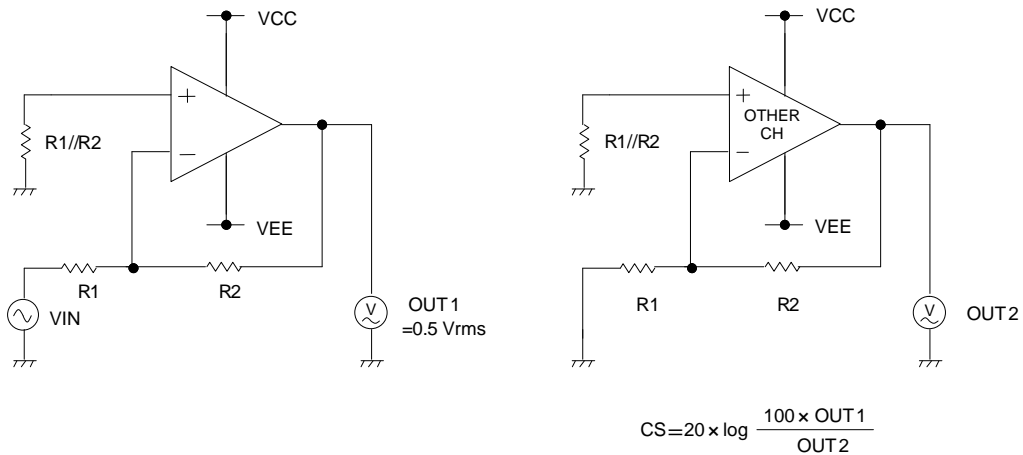 VCC
R1//R2
+
−
VEE
R1
R2
VIN
V
OUT1
=0.5 Vrms
VCC
R1//R2
+
OTHER
CH
−
VEE
R1
R2
V
OUT2
CS=20×log 100×OUT1
OUT2